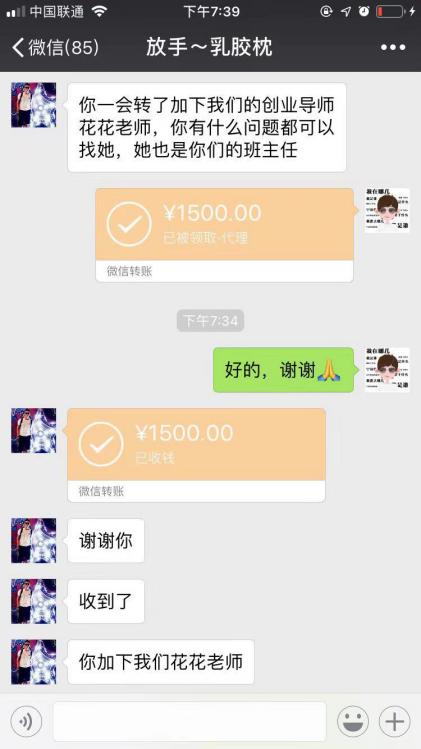 中国联通
下午7:39
微信(85)
放手～乳胶枕
你一会转了加下我们的创业导师
花花老师，你有什么问题都可以
找她，她也是你们的班主任
¥1500.00
已被领取-代理
微信转账
下午7:34
好的，谢谢🙏
¥1500.00
已收钱
微信转账
谢谢你
收到了
你加下我们花花老师